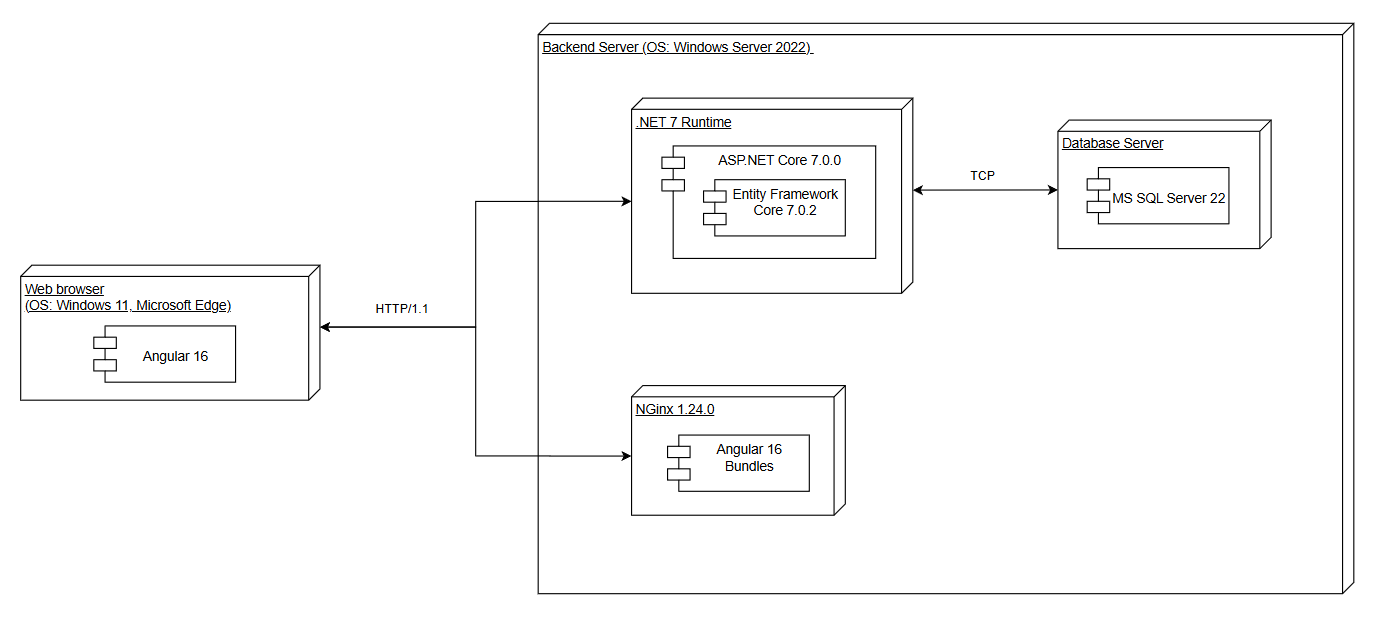 Backend Server (OS: Windows Server 2022)
.NET 7 Runtime
ASP.NET Core 7.0.0
Entity Framework
Core 7.0.2
TCP
Database Server
MS SQL Server 22
Web browser
(OS: Windows 11, Microsoft Edge)
Angular 16
HTTP/1.1
NGinx 1.24.0
Angular 16
Bundles